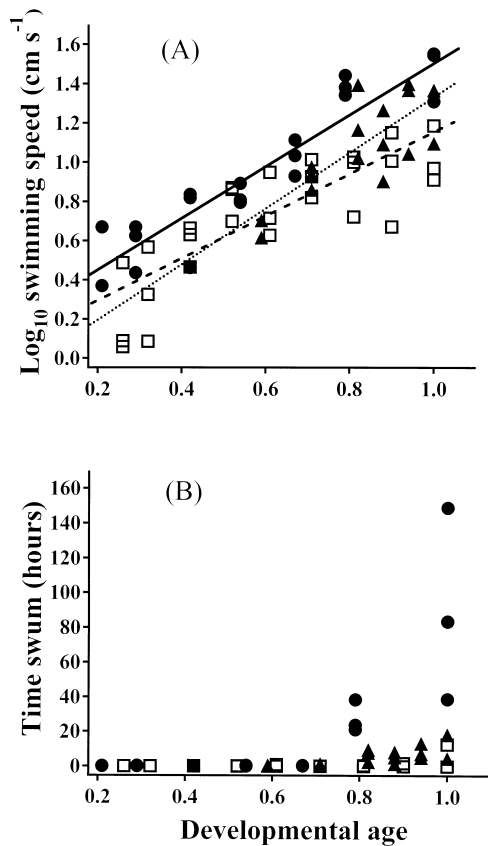 (A)
Log10 swimming speed (cm s-1)
1.6
1.4
1.2
1.0
0.8
0.6
0.4
0.2
0.0
0.2 0.4 0.6 0.8 1.0
(B)
Time swum (hours)
160
140
120
100
80
60
40
20
0
0.2 0.4 0.6 0.8 1.0
Developmental age